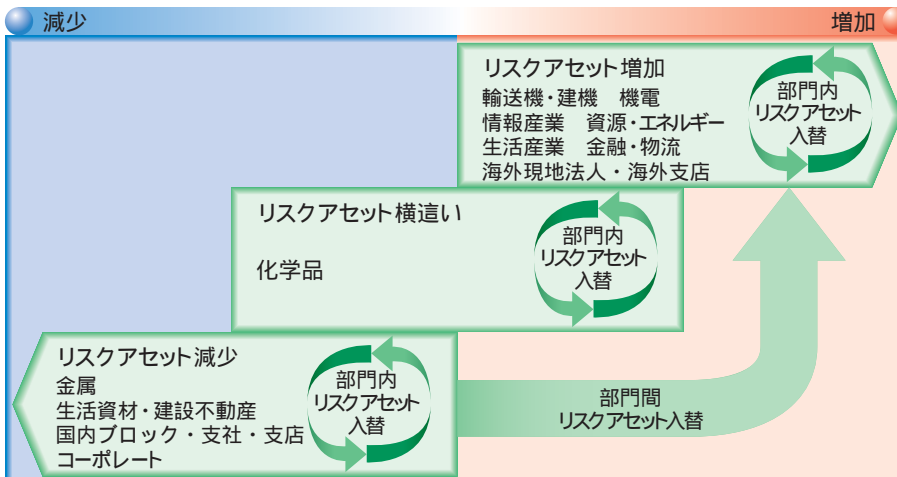 減少
増加
リスクアセット増加
輸送機・建機　機電
情報産業　資源・エネルギー
生活産業　金融・物流
海外現地法人・海外支店
部門内
リスクアセット
入替
リスクアセット横這い
化学品
部門内
リスクアセット
入替
リスクアセット減少
金属
生活資材・建設不動産
国内ブロック・支社・支店
コーポレート
部門内
リスクアセット
入替
部門間
リスクアセット入替